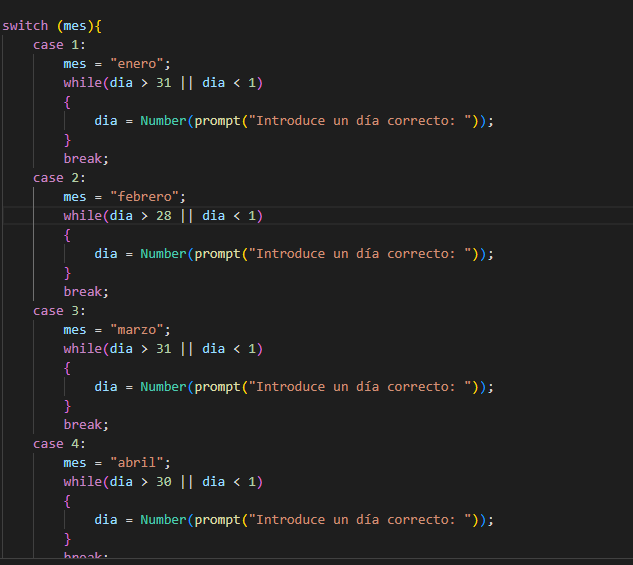 switch (mes){
case 1:
mes = "enero";
while(dia > 31 || dia < 1)
{
dia = Number(prompt("Introduce un día correcto: "));
}
break;
case 2:
mes = "febrero";
while(dia > 28 || dia < 1)
{
dia = Number(prompt("Introduce un día correcto: "));
}
break;
case 3:
mes = "marzo";
while(dia > 31 || dia < 1)
{
dia = Number(prompt("Introduce un día correcto: "));
}
break;
case 4:
mes = "abril";
while(dia > 30 || dia < 1)
{
dia = Number(prompt("Introduce un día correcto: "));
}
break;